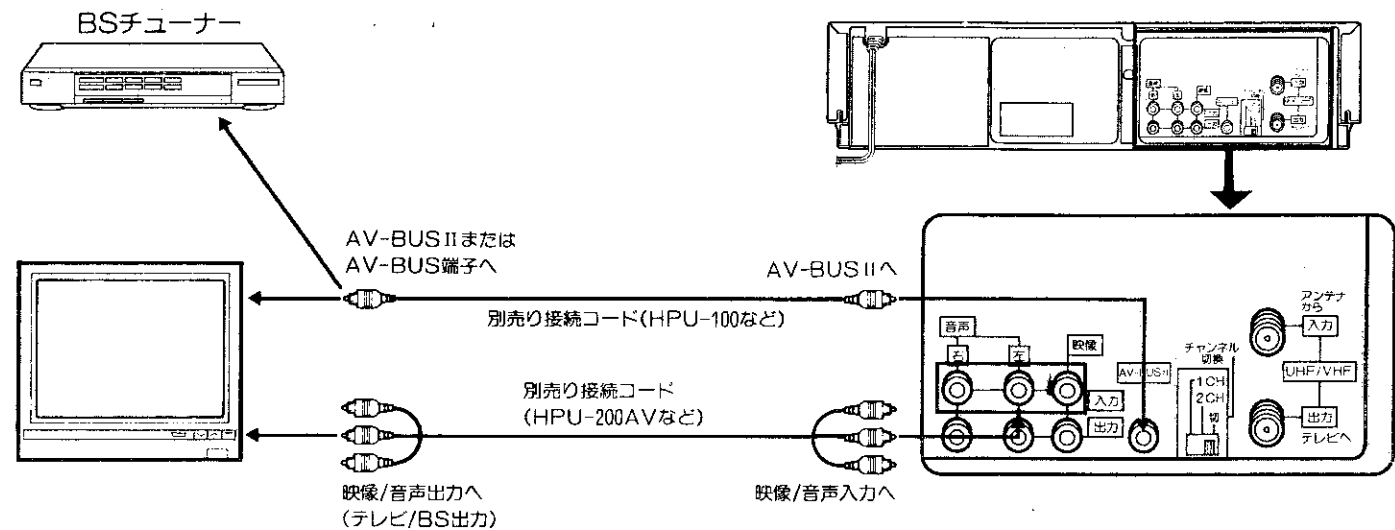 BSチューナー
AV-BUSⅡまたは
AV-BUS端子へ
AV-BUSⅡへ
別売り接続コード(HPU-100など)
別売り接続コード
(HPU-200AVなど)
映像/音声出力へ
(テレビ/BS出力)
映像/音声入力へ
音声
右
左
映像
AV-BUSⅡ
入力
出力
チャンネル
切換
1CH
2CH
切
アンテナ
から
入力
UHF/VHF
出力
テレビへ